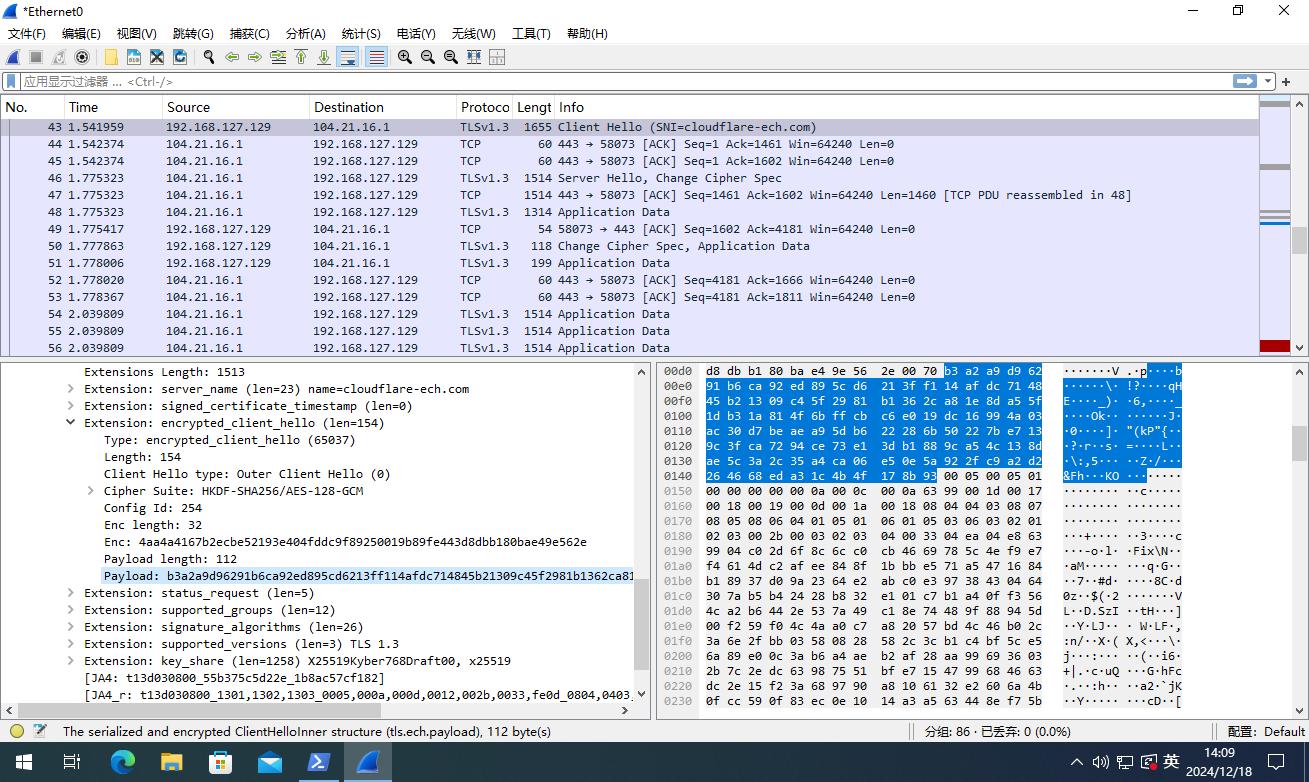 *Ethernet0
文件(F) 编辑(E) 视图(V) 跳转(G) 捕获(C) 分析(A) 统计(S) 电话(Y) 无线(W) 工具(T) 帮助(H)
应用显示过滤器 … <Ctrl-/>
No. Time Source Destination Protoco Lengt Info
43 1.541959 192.168.127.129 104.21.16.1 TLSv1.3 1655 Client Hello (SNI=cloudflare-ech.com)
44 1.542374 104.21.16.1 192.168.127.129 TCP 60 443 → 58073 [ACK] Seq=1 Ack=1461 Win=64240 Len=0
45 1.542374 104.21.16.1 192.168.127.129 TCP 60 443 → 58073 [ACK] Seq=1 Ack=1602 Win=64240 Len=0
46 1.775323 104.21.16.1 192.168.127.129 TLSv1.3 1514 Server Hello, Change Cipher Spec
47 1.775323 104.21.16.1 192.168.127.129 TCP 1514 443 → 58073 [ACK] Seq=1461 Ack=1602 Win=64240 Len=1460 [TCP PDU reassembled in 48]
48 1.775323 104.21.16.1 192.168.127.129 TLSv1.3 1314 Application Data
49 1.775417 192.168.127.129 104.21.16.1 TCP 54 58073 → 443 [ACK] Seq=1602 Ack=4181 Win=64240 Len=0
50 1.777863 192.168.127.129 104.21.16.1 TLSv1.3 118 Change Cipher Spec, Application Data
51 1.778006 192.168.127.129 104.21.16.1 TLSv1.3 199 Application Data
52 1.778020 104.21.16.1 192.168.127.129 TCP 60 443 → 58073 [ACK] Seq=4181 Ack=1666 Win=64240 Len=0
53 1.778367 104.21.16.1 192.168.127.129 TCP 60 443 → 58073 [ACK] Seq=4181 Ack=1811 Win=64240 Len=0
54 2.039809 104.21.16.1 192.168.127.129 TLSv1.3 1514 Application Data
55 2.039809 104.21.16.1 192.168.127.129 TLSv1.3 1514 Application Data
56 2.039809 104.21.16.1 192.168.127.129 TLSv1.3 1514 Application Data
Extensions Length: 1513
Extension: server_name (len=23) name=cloudflare-ech.com
Extension: signed_certificate_timestamp (len=0)
Extension: encrypted_client_hello (len=154)
Type: encrypted_client_hello (65037)
Length: 154
Client Hello type: Outer Client Hello (0)
Cipher Suite: HKDF-SHA256/AES-128-GCM
Config Id: 254
Enc length: 32
Enc: 4aa4a4167b2ecbe52193e404fddc9f89250019b89fe443d8dbb180bae49e562e
Payload length: 112
Payload: b3a2a9d96291b6ca92ed895cd6213ff114afdc714845b21309c45f2981b1362ca81
Extension: status_request (len=5)
Extension: supported_groups (len=12)
Extension: signature_algorithms (len=26)
Extension: supported_versions (len=3) TLS 1.3
Extension: key_share (len=1258) X25519Kyber768Draft00, x25519
[JA4: t13d030800_55b375c5d22e_1b8ac57cf182]
[JA4_r: t13d030800_1301,1302,1303_0005,000a,000d,0012,002b,0033,fe0d_0804,0403,
00d0 d8 db b1 80 ba e4 9e 56 2e 00 70 b3 a2 a9 d9 62 ·······V .·p····b
00e0 91 b6 ca 92 ed 89 5c d6 21 3f f1 14 af dc 71 48 ······\· !?····qH
00f0 45 b2 13 09 c4 5f 29 81 b1 36 2c a8 1e 8d a5 5f E····_)· ·6,····_
0100 1d b3 1a 81 4f 6b ff cb c6 e0 19 dc 16 99 4a 03 ····Ok·· ······J·
0110 ac 30 d7 be ae a9 5d b6 22 28 6b 50 22 7b e7 13 ·0····]· "(kP"{··
0120 9c 3f ca 72 94 ce 73 e1 3d b1 88 9c a5 4c 13 8d ·?·r··s· =····L··
0130 ae 5c 3a 2c 35 a4 ca 06 e5 0e 5a 92 2f c9 a2 d2 ·\:,5··· ··Z·/···
0140 26 46 68 ed a3 1c 4b 4f 17 8b 93 00 05 00 05 01 &Fh···KO ········
0150 00 00 00 00 00 0a 00 0c 00 0a 63 99 00 1d 00 17 ········ ··c·····
0160 00 18 00 19 00 0d 00 1a 00 18 08 04 04 03 08 07 ········ ········
0170 08 05 08 06 04 01 05 01 06 01 05 03 06 03 02 01 ········ ········
0180 02 03 00 2b 00 03 02 03 04 00 33 04 ea 04 e8 63 ···+···· ··3····c
0190 99 04 c0 2d 6f 8c 6c c0 cb 46 69 78 5c 4e f9 e7 ···-o·l· ·Fix\N··
01a0 f4 61 4d c2 af ee 84 8f 1b bb e5 71 a5 47 16 84 ·aM····· ···q·G··
01b0 b1 89 37 d0 9a 23 64 e2 ab c0 e3 97 38 43 04 64 ··7··#d· ····8C·d
01c0 30 7a b5 b4 24 28 b8 32 e1 01 c7 b1 a4 0f f3 56 0z··$(·2 ·······V
01d0 4c ca b6 44 2e 53 7a 49 c1 8e 74 48 9f 88 94 5d L··D.SzI ··tH···]
01e0 00 f2 59 f0 4c 4a a0 c7 a8 20 57 bd 4c 46 b0 2c ··Y·LJ·· · W·LF·,
01f0 3a 6e 2f bb 03 58 08 28 58 2c 3c b1 c4 bf 5c e5 :n/··X·( X,<···\·
0200 6a 89 e0 0c 3a b6 a4 ae b2 af 28 aa 99 69 36 03 j···:··· ··(··i6·
0210 2b 7c 2e dc 63 98 75 51 bf e7 15 47 99 68 46 63 +|.·c·uQ ···G·hFc
0220 dc 2e 15 f2 3a 68 97 90 a8 10 61 32 e2 60 6a 4b ·.··:h·· ··a2·`jK
0230 0f cc 59 0f 83 ec 0e 10 14 a3 a5 63 44 8e f7 5b ··Y····· ···cD··[
The serialized and encrypted ClientHelloInner structure (tls.ech.payload), 112 byte(s)
分组: 86 · 已丢弃: 0 (0.0%)
配置: Default
英
14:09
2024/12/18